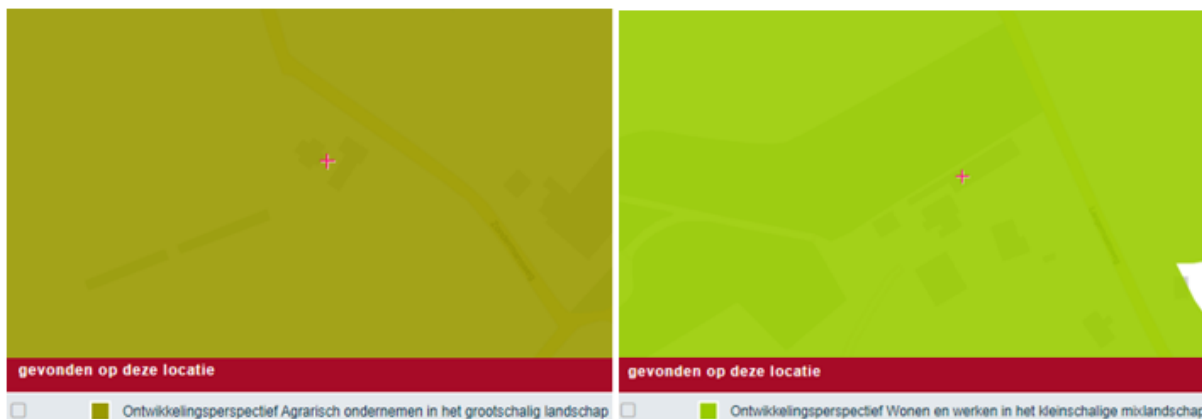 gevonden op deze locatie
Ontwikkelingsperspectief Agrarisch ondernemen in het grootschalig landschap
gevonden op deze locatie
Ontwikkelingsperspectief Wonen en werken in het kleinschalige mixlandschap